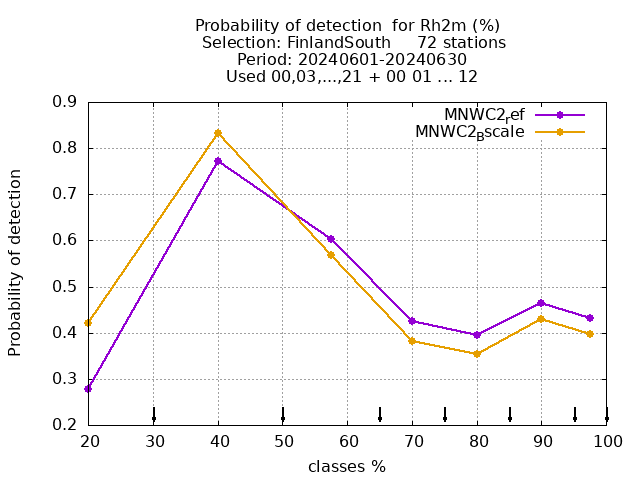 Probability of detection  for Rh2m (%)
Selection: FinlandSouth     72 stations
Period: 20240601-20240630
Used 00,03,...,21 + 00 01 ... 12
MNWC2_ref
MNWC2_Bscale
0.9
0.8
0.7
0.6
0.5
0.4
0.3
0.2
Probability of detection
20 30 40 50 60 70 80 90 100
classes %